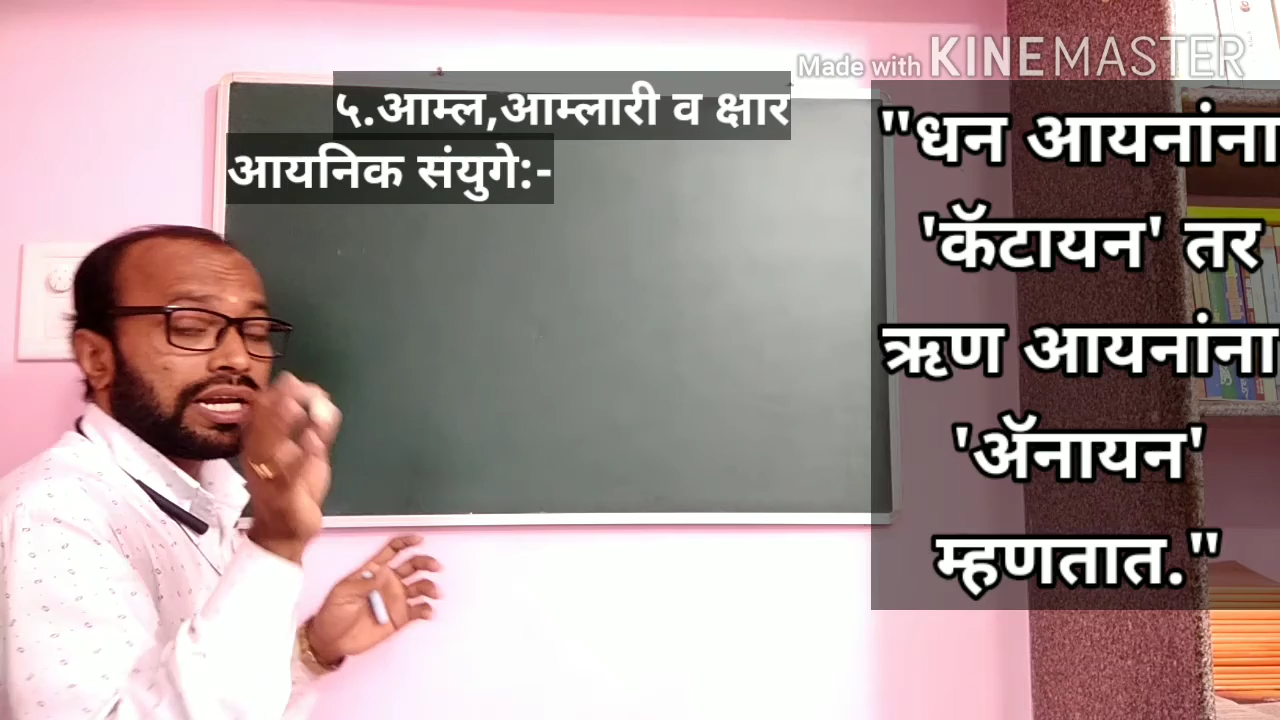 Made with KINEMASTER
५.आम्ल,आम्लारी व क्षार
आयनिक संयुगे:-
"धन आयनांना
'कॅटायन' तर
ऋण आयनांना
'ॲनायन'
म्हणतात."